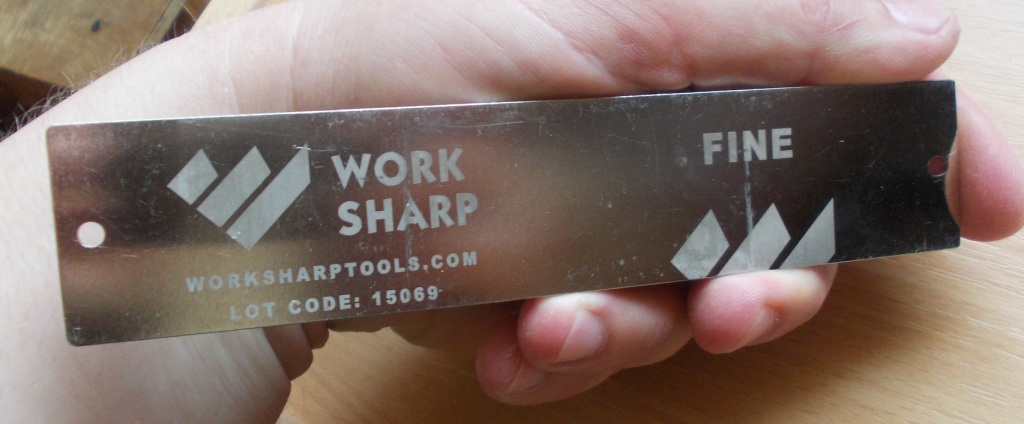 WORK
SHARP
WORKSHARPTOOLS.COM
LOT CODE: 15069
FINE